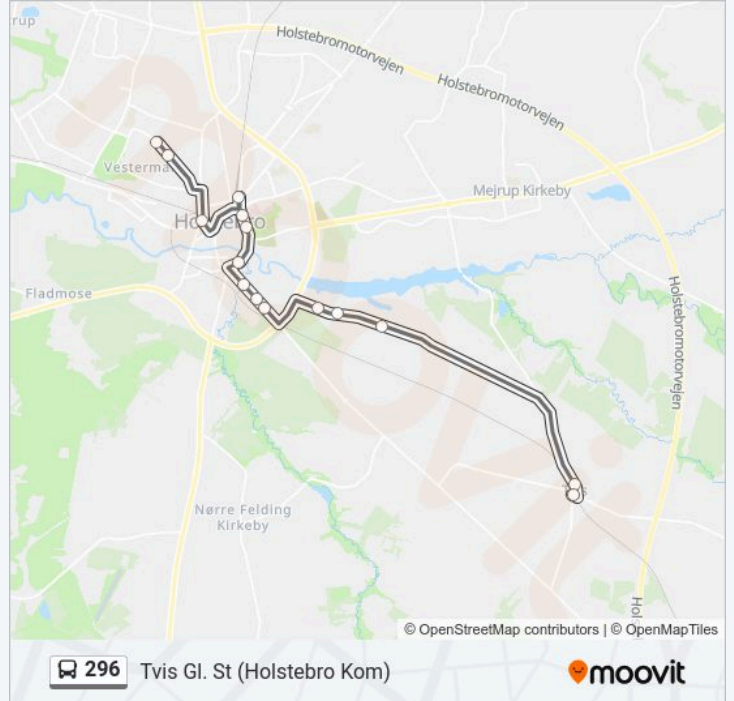 rup
Holstebromotorvejen
Holstebromotorvejen
Vesterma
Mejrup Kirkeby
Holstebro
Fladmose
Holstebromotorvejen
Nørre Felding
Kirkeby
Hol
© OpenStreetMap contributors | © OpenMapTiles
296 Tvis Gl. St (Holstebro Kom)
moovit